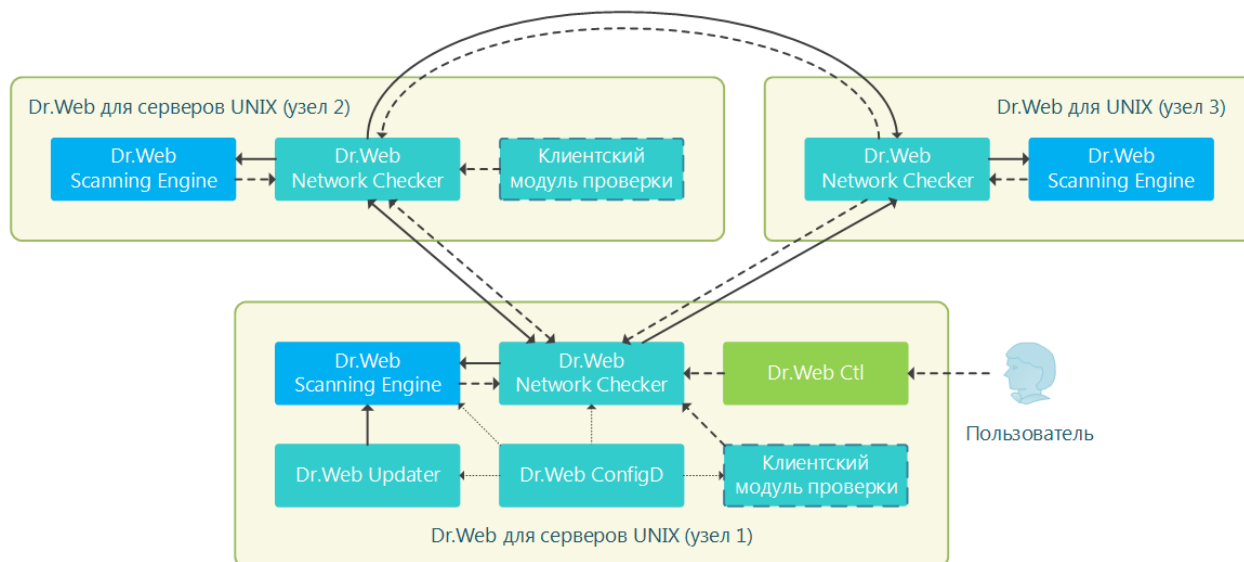 Dr.Web для серверов UNIX (узел 2)
Dr.Web
Scanning Engine
Dr.Web
Network Checker
Клиентский
модуль проверки
Dr.Web для UNIX (узел 3)
Dr.Web
Network Checker
Dr.Web
Scanning Engine
Dr.Web
Scanning Engine
Dr.Web
Network Checker
Dr.Web Ctl
Пользователь
Dr.Web Updater
Dr.Web ConfigD
Клиентский
модуль проверки
Dr.Web для серверов UNIX (узел 1)